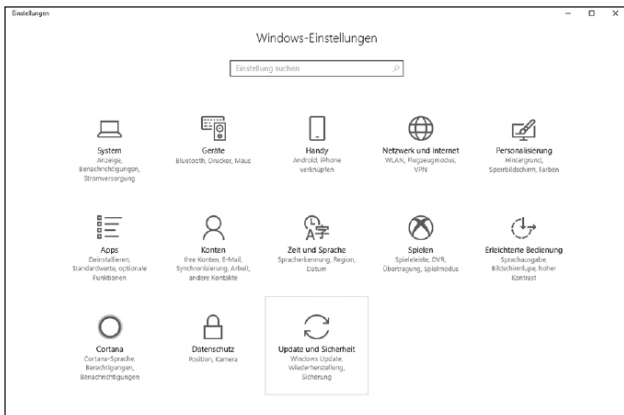 Einstellungen
Windows-Einstellungen
Einstellung suchen
System
Anzeige,
Benachrichtigungen,
Stromversorgung
Geräte
Bluetooth, Drucker, Maus
Handy
Android, iPhone
verknüpfen
Netzwerk und Internet
WLAN, Flugzeugmodus,
VPN
Personalisierung
Hintergrund,
Sperrbildschirm, Farben
Apps
Deinstallieren,
Standardwerte, optionale
Funktionen
Konten
Ihre Konten, E-Mail,
Synchronisierung, Arbeit,
andere Kontakte
Zeit und Sprache
Spracherkennung, Region,
Datum
Spielen
Spieleleiste, DVR,
Übertragung, Spielmodus
Erleichterte Bedienung
Sprachausgabe,
Bildschirmlupe, hoher
Kontrast
Cortana
Cortana-Sprache,
Berechtigungen,
Benachrichtigungen
Datenschutz
Position, Kamera
Update und Sicherheit
Windows Update,
Wiederherstellung,
Sicherung